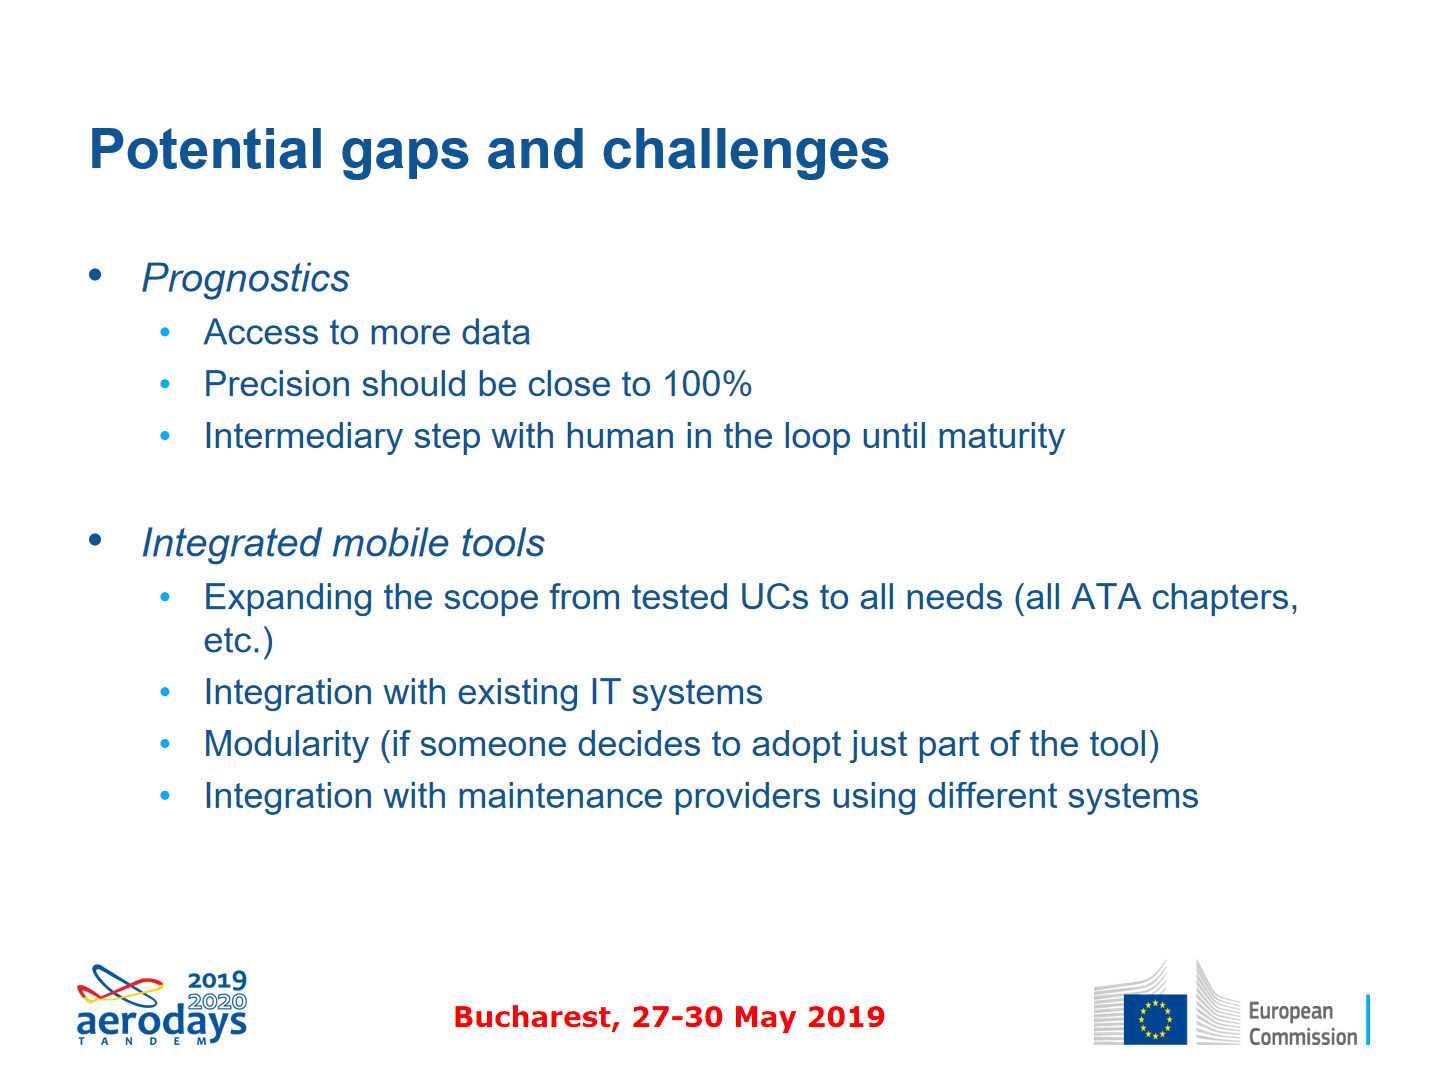 Potential gaps and challenges
• Prognostics
• Access to more data
• Precision should be close to 100%
• Intermediary step with human in the loop until maturity
• Integrated mobile tools
• Expanding the scope from tested UCs to all needs (all ATA chapters,
etc.)
• Integration with existing IT systems
• Modularity (if someone decides to adopt just part of the tool)
• Integration with maintenance providers using different systems
2019
2020
aerodays
TANDEM
Bucharest, 27-30 May 2019
European
Commission